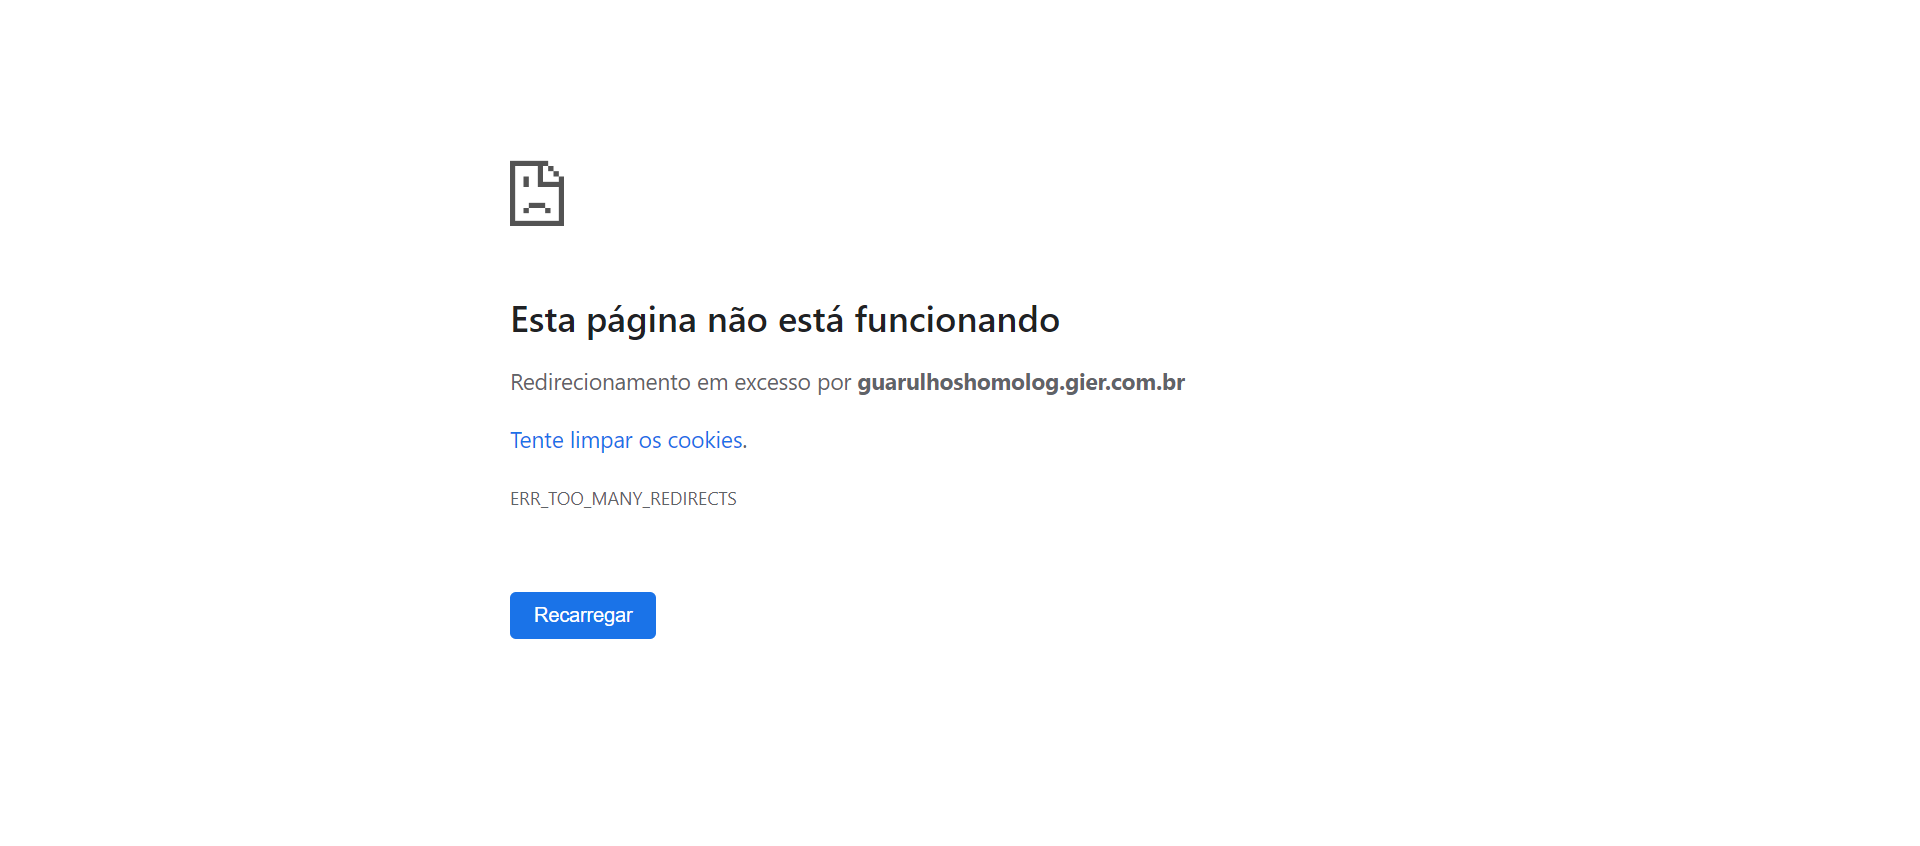 Esta página não está funcionando
Redirecionamento em excesso por guarulhoshomolog.gier.com.br
Tente limpar os cookies.
ERR_TOO_MANY_REDIRECTS
Recarregar